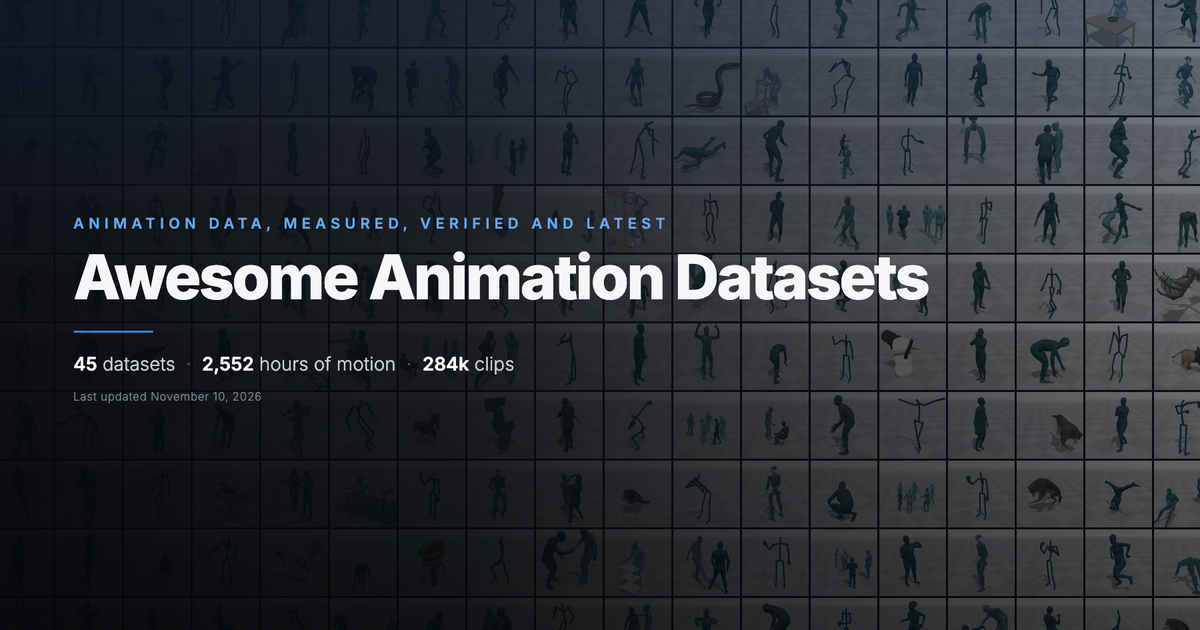 ANIMATION DATA, MEASURED, VERIFIED AND LATEST
Awesome Animation Datasets
45 datasets · 2,552 hours of motion · 284k clips
Last updated November 10, 2026